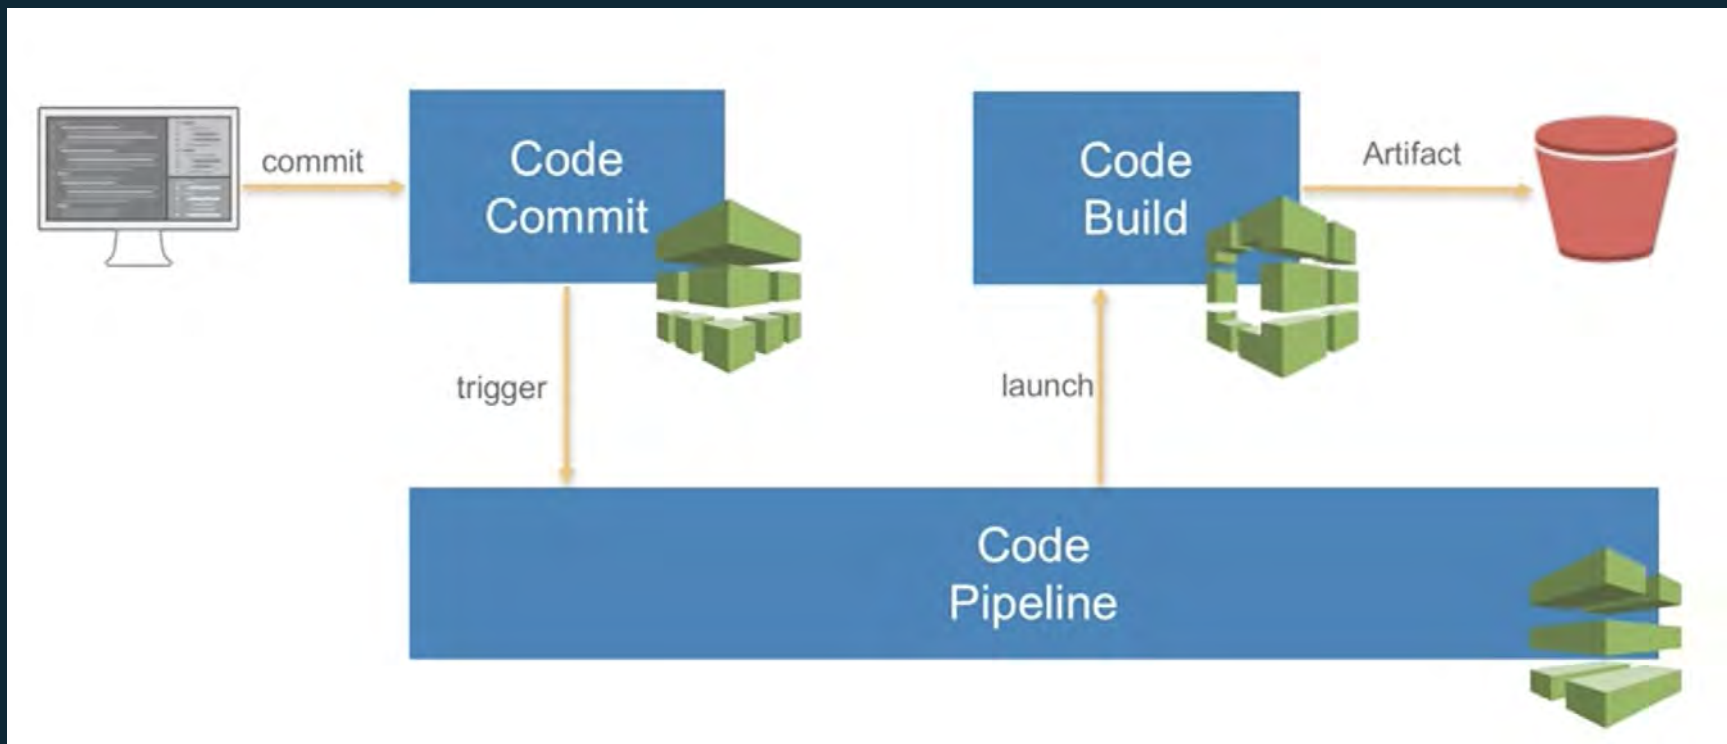 commit
Code
Commit
trigger
Code
Build
launch
Artifact
Code
Pipeline